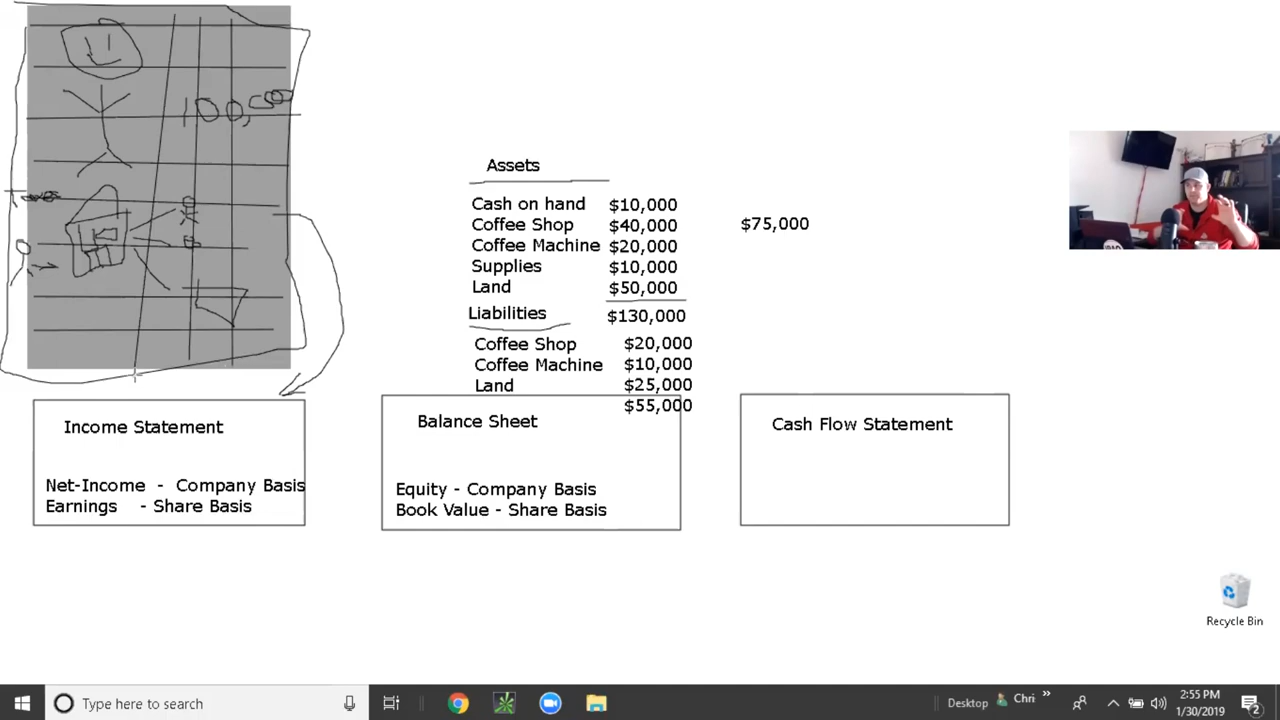 100,000
Assets
Cash on hand $10,000
Coffee Shop $40,000 $75,000
Coffee Machine $20,000
Supplies $10,000
Land $50,000
Liabilities $130,000
Coffee Shop $20,000
Coffee Machine $10,000
Land $25,000
$55,000
Income Statement
Net-Income - Company Basis
Earnings - Share Basis
Balance Sheet
Equity - Company Basis
Book Value - Share Basis
Cash Flow Statement
Recycle Bin
Type here to search
Desktop
Chri
2:55 PM
1/30/2019
2